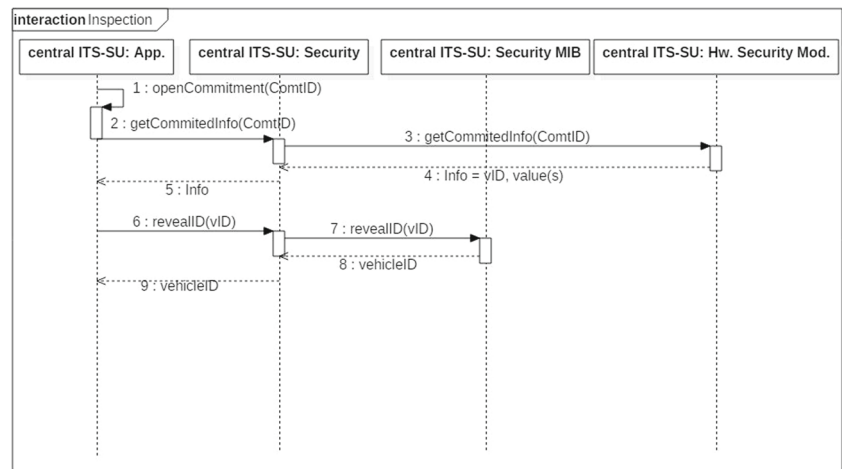 interaction Inspection
central ITS-SU: App.
central ITS-SU: Security
central ITS-SU: Security MIB
central ITS-SU: Hw. Security Mod.
1 : openCommitment(ComtID)
2 : getCommitedInfo(ComtID)
3 : getCommitedInfo(ComtID)
4 : Info = vID, value(s)
5 : Info
6 : revealID(vID)
7 : revealID(vID)
8 : vehicleID
9 : vehicleID